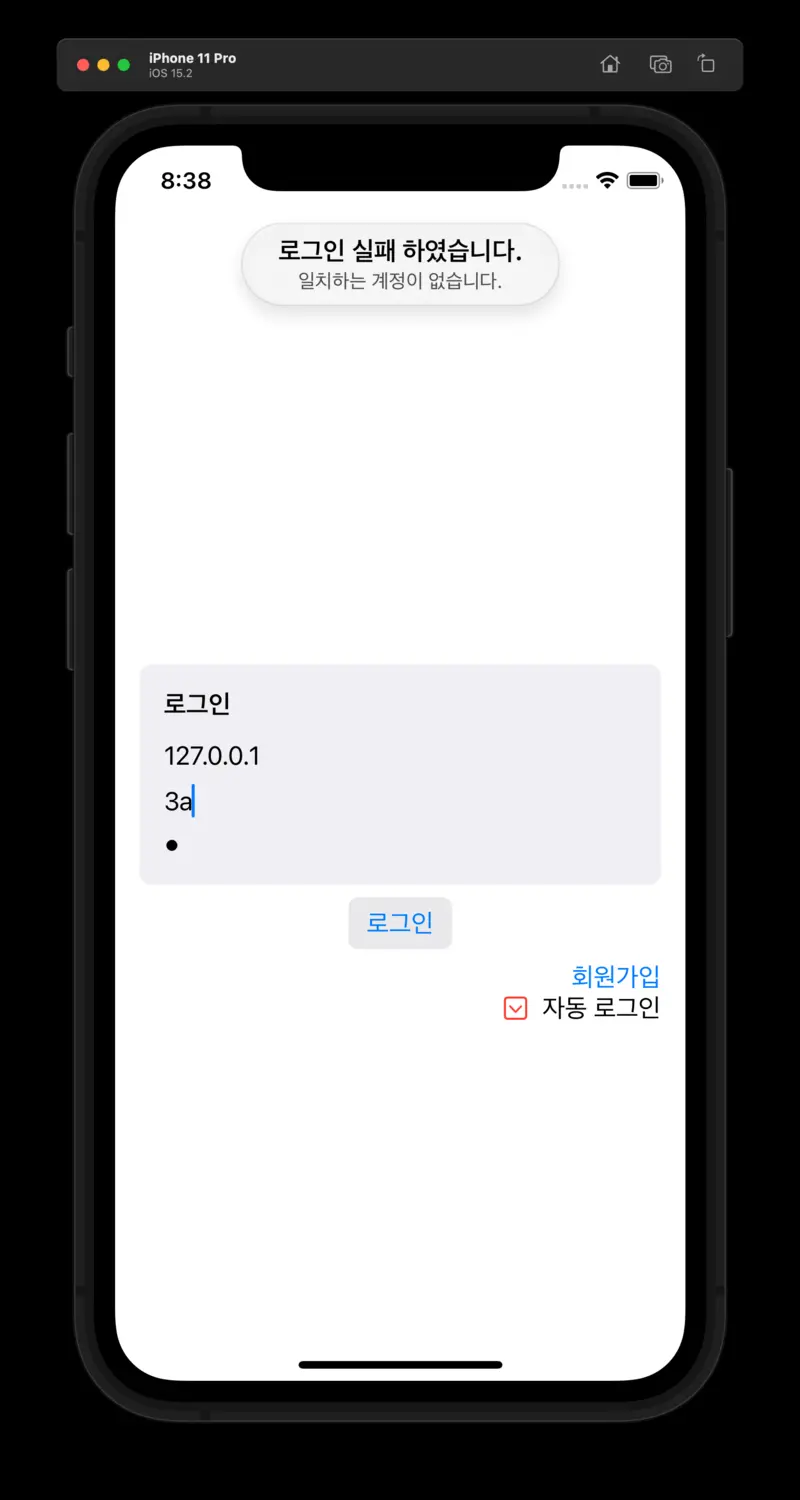 iPhone 11 Pro
iOS 15.2
8:38
로그인 실패 하였습니다.
일치하는 계정이 없습니다.
로그인
127.0.0.1
3a
●
로그인
회원가입
자동 로그인